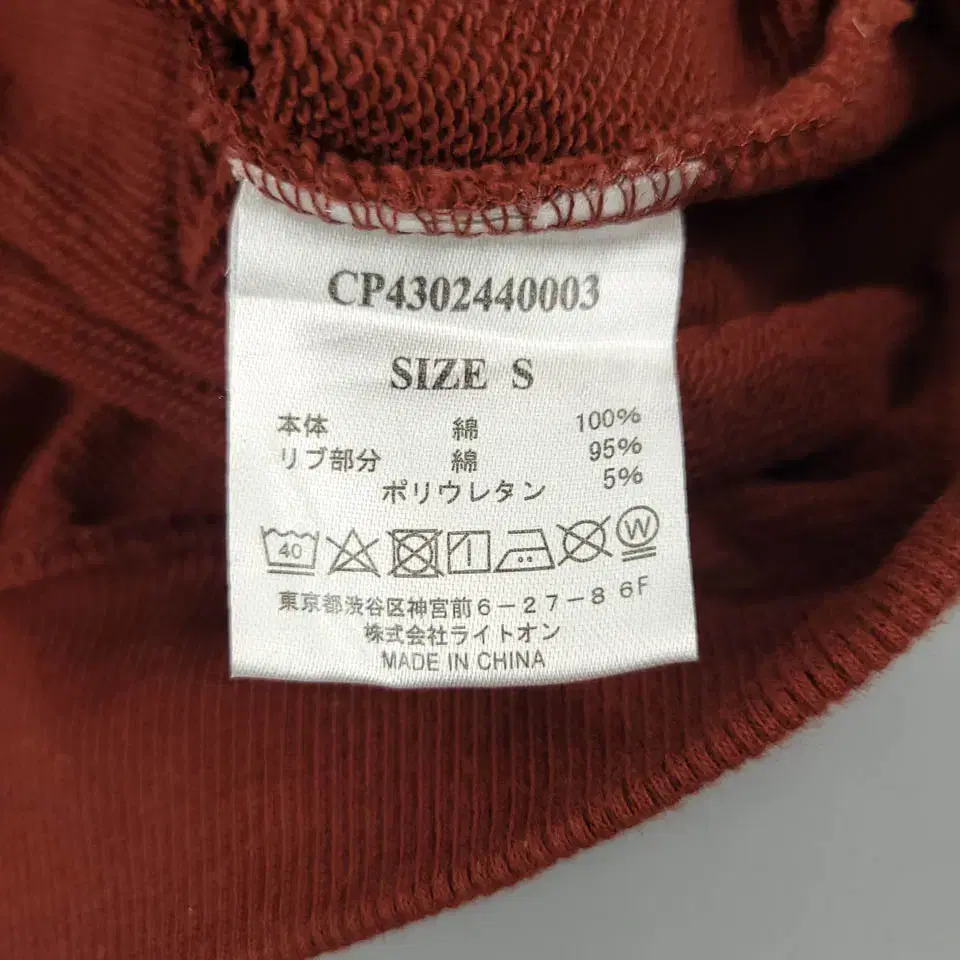 CP4302440003
SIZE S
本体 綿 100%
リブ部分 綿 95%
ポリウレタン 5%
40 W
東京都渋谷区神宮前6-27-8 6F
株式会社ライトオン
MADE IN CHINA